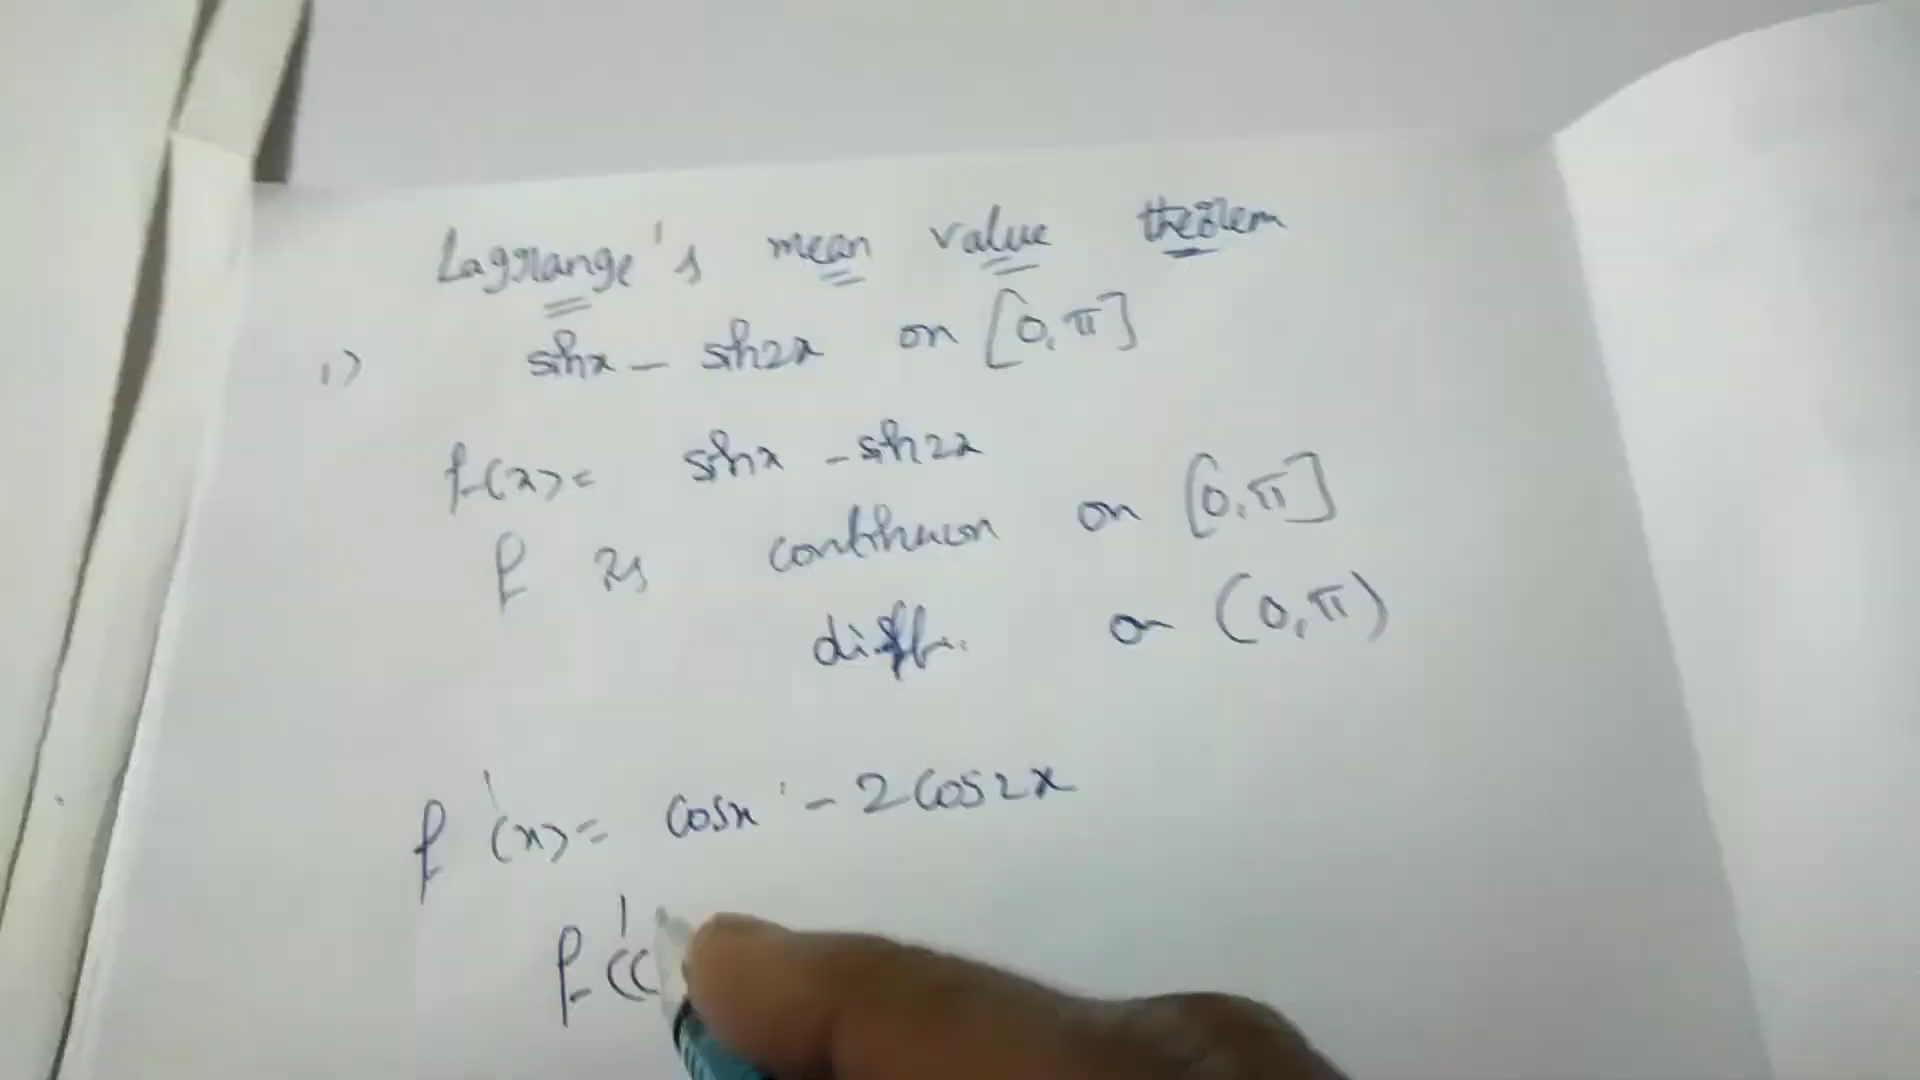 Lagrange's mean value theorem
1) sinx - sin2x on [0, π]
f(x) = sinx - sin2x
f is continuous on [0, π]
diff. on (0, π)
f'(x) = cosx - 2cos2x
f'(c